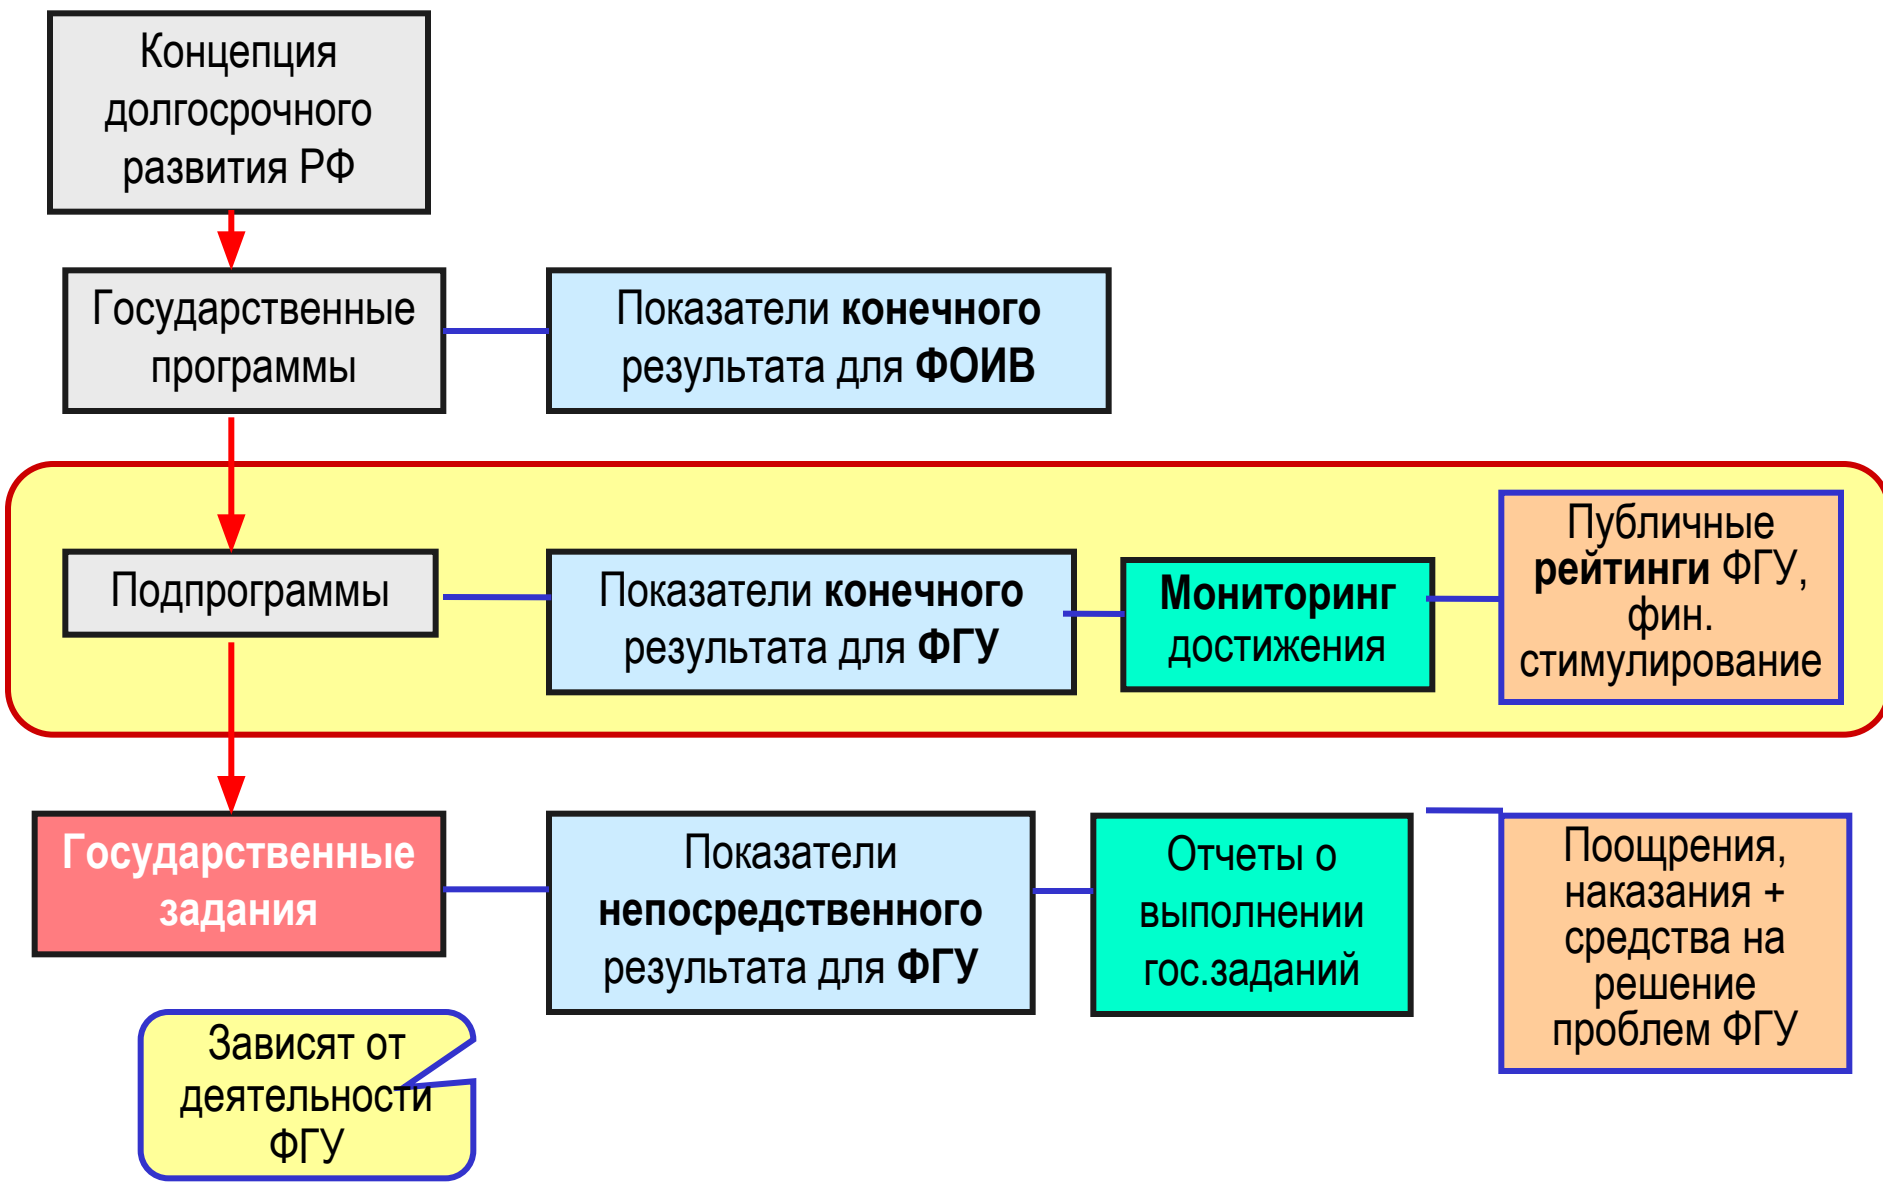 Концепция
долгосрочного
развития РФ
Государственные
программы
Показатели конечного
результата для ФОИВ
Подпрограммы
Показатели конечного
результата для ФГУ
Мониторинг
достижения
Публичные
рейтинги ФГУ,
фин.
стимулирование
Государственные
задания
Показатели
непосредственного
результата для ФГУ
Отчеты о
выполнении
гос.заданий
Поощрения,
наказания +
средства на
решение
проблем ФГУ
Зависят от
деятельности
ФГУ